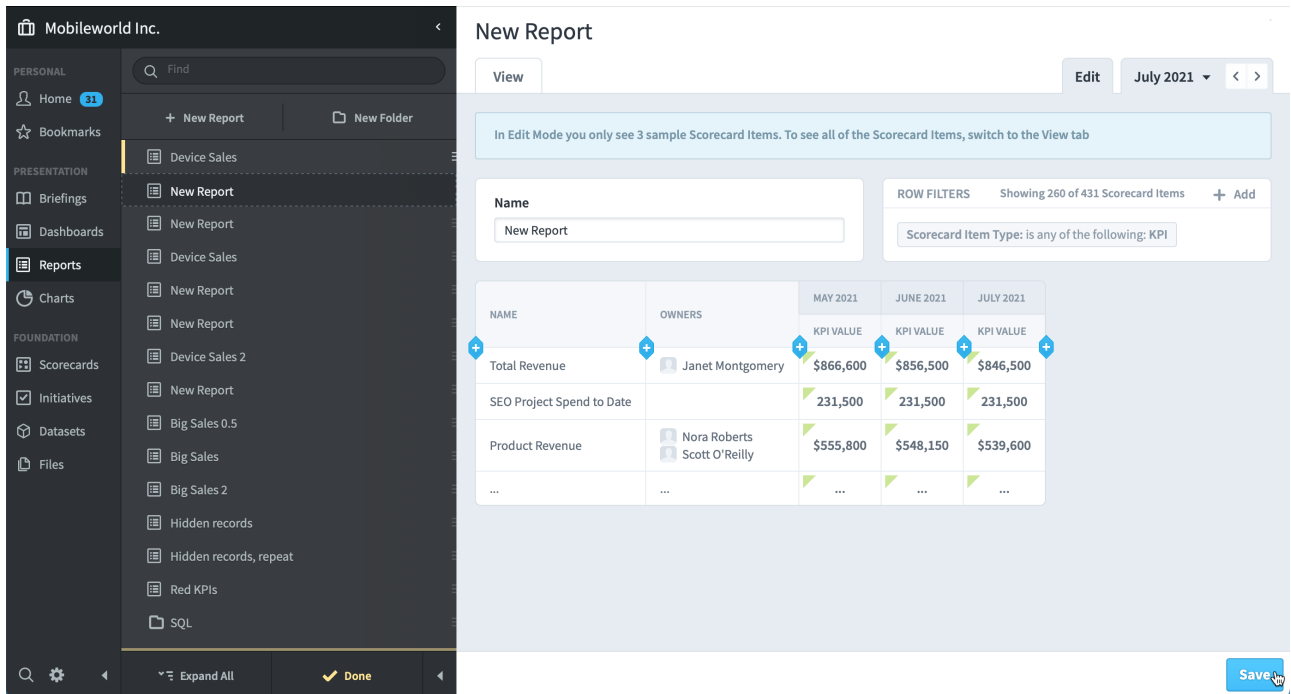 Mobileworld Inc.
PERSONAL
Home 31
Bookmarks
PRESENTATION
Briefings
Dashboards
Reports
Charts
FOUNDATION
Scorecards
Initiatives
Datasets
Files
Find
+ New Report
New Folder
Device Sales
New Report
New Report
Device Sales
New Report
New Report
Device Sales 2
New Report
Big Sales 0.5
Big Sales
Big Sales 2
Hidden records
Hidden records, repeat
Red KPIs
SQL
Expand All
Done
New Report
View
Edit
July 2021
In Edit Mode you only see 3 sample Scorecard Items. To see all of the Scorecard Items, switch to the View tab
Name
New Report
ROW FILTERS Showing 260 of 431 Scorecard Items + Add
Scorecard Item Type: is any of the following: KPI
NAME OWNERS MAY 2021 JUNE 2021 JULY 2021
KPI VALUE KPI VALUE KPI VALUE
Total Revenue Janet Montgomery $866,600 $856,500 $846,500
SEO Project Spend to Date 231,500 231,500 231,500
Product Revenue Nora Roberts $555,800 $548,150 $539,600
Scott O'Reilly
... ... ... ... ...
Save